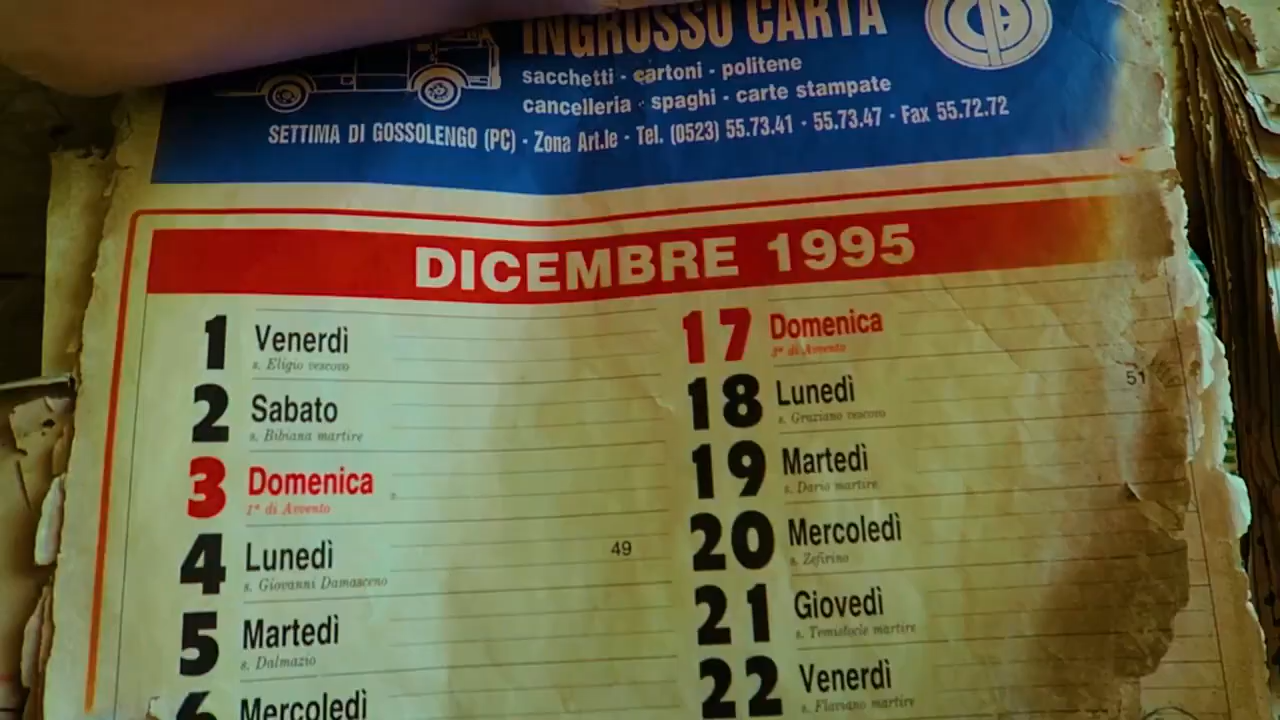 INGROSSO CARTA
sacchetti - cartoni - politene
cancelleria - spaghi - carte stampate
SETTIMA DI GOSSOLENGO (PC) - Zona Art.le - Tel. (0523) 55.73.41 - 55.73.47 - Fax 55.72.72
DICEMBRE 1995
1 Venerdì
s. Eligio vescovo
2 Sabato
s. Bibiana martire
3 Domenica
1ª di Avvento
4 Lunedì 49
s. Giovanni Damasceno
5 Martedì
s. Dalmazio
6 Mercoledì
17 Domenica
3ª di Avvento
18 Lunedì 51
s. Graziano vescovo
19 Martedì
s. Dario martire
20 Mercoledì
s. Zefirino
21 Giovedì
s. Temistocle martire
22 Venerdì
s. Flaviano martire